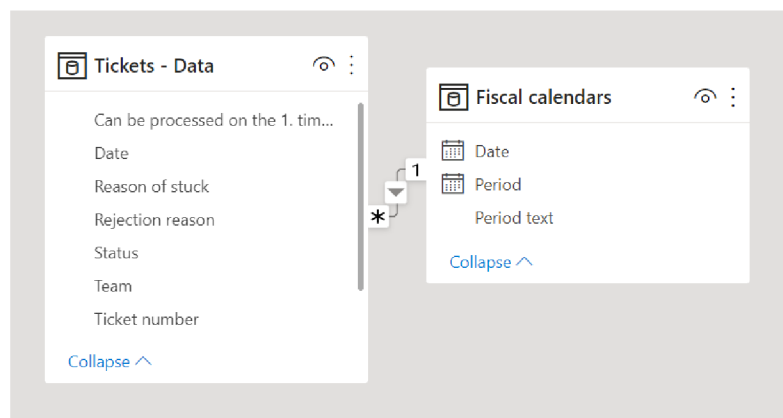 Tickets - Data
Can be processed on the 1. tim...
Date
Reason of stuck
Rejection reason
Status
Team
Ticket number
Collapse
1
*
Fiscal calendars
Date
Period
Period text
Collapse